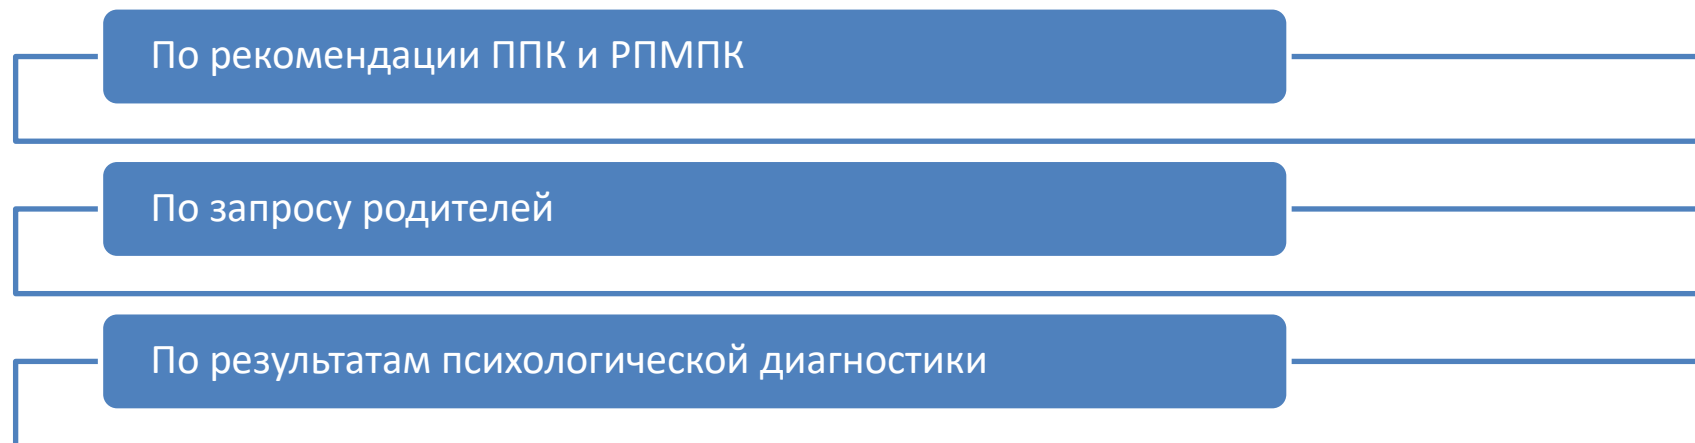 По рекомендации ППК и РПМПК
По запросу родителей
По результатам психологической диагностики